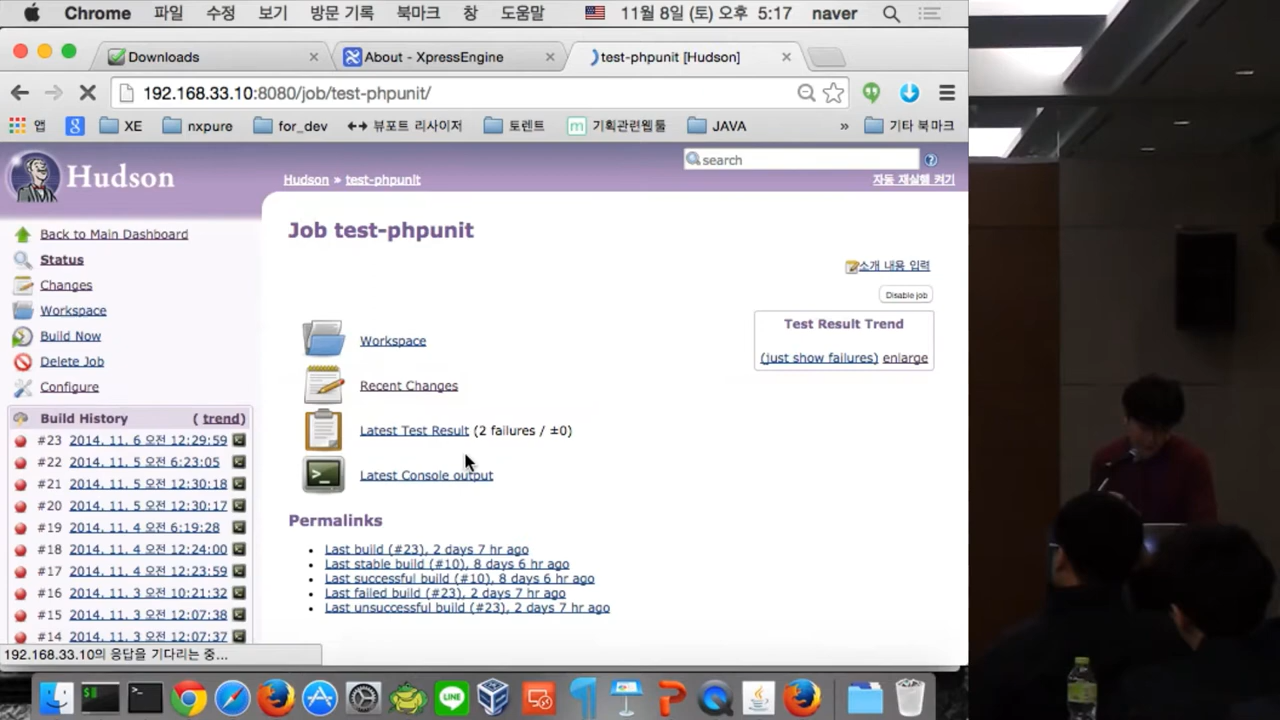 Chrome 파일 수정 보기 방문 기록 북마크 창 도움말 11월 8일 (토) 오후 5:17 naver
Downloads About - XpressEngine test-phpunit [Hudson]
192.168.33.10:8080/job/test-phpunit/
앱 XE nxpure for_dev 뷰포트 리사이저 토렌트 기획관련웹툴 JAVA » 기타 북마크
Hudson
search
Hudson » test-phpunit
자동 재실행 켜기
Back to Main Dashboard
Status
Changes
Workspace
Build Now
Delete Job
Configure
Build History ( trend)
#23 2014. 11. 6 오전 12:29:59
#22 2014. 11. 5 오전 6:23:05
#21 2014. 11. 5 오전 12:30:18
#20 2014. 11. 5 오전 12:30:17
#19 2014. 11. 4 오전 6:19:28
#18 2014. 11. 4 오전 12:24:00
#17 2014. 11. 4 오전 12:23:59
#16 2014. 11. 3 오전 10:21:32
#15 2014. 11. 3 오전 12:07:38
#14 2014. 11. 3 오전 12:07:37
Job test-phpunit
소개 내용 입력
Disable job
Test Result Trend
(just show failures) enlarge
Workspace
Recent Changes
Latest Test Result (2 failures / ±0)
Latest Console output
Permalinks
Last build (#23), 2 days 7 hr ago
Last stable build (#10), 8 days 6 hr ago
Last successful build (#10), 8 days 6 hr ago
Last failed build (#23), 2 days 7 hr ago
Last unsuccessful build (#23), 2 days 7 hr ago
192.168.33.10의 응답을 기다리는 중...
LINE